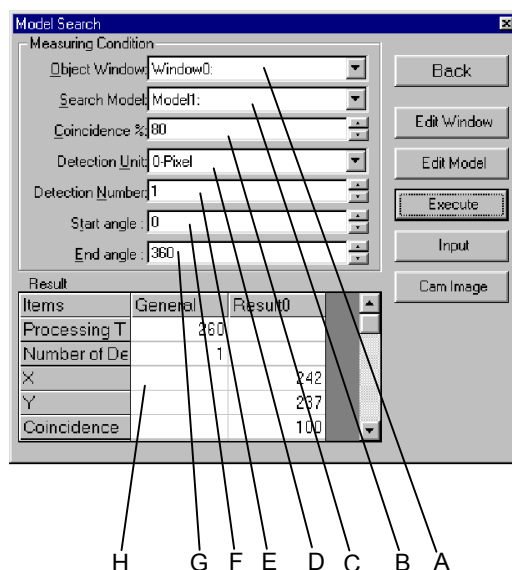 Model Search
Measuring Condition
Object Window: Window0:
Search Model: Model1:
Coincidence %: 80
Detection Unit: 0-Pixel
Detection Number: 1
Start angle : 0
End angle : 360
Back
Edit Window
Edit Model
Execute
Input
Cam Image
Result
Items General Result0
Processing T 260
Number of De 1
X 242
Y 237
Coincidence 100
H G F E D C B A